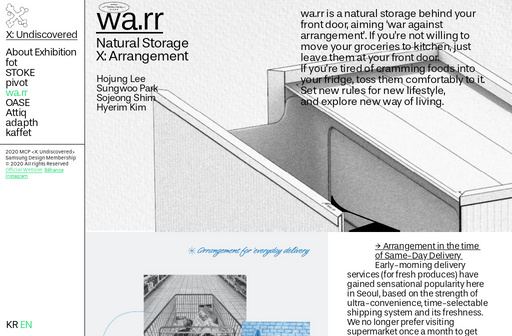 X: Undiscovered
About Exhibition
fot
STOKE
pivot
wa.rr
OASE
Attiq
adapth
kaffet
2020 MCP <X: Undiscovered>
Samsung Design Membership
© 2020 All rights Reserved
Official Website, Béhance
Instagram
KR EN
wa.rr
Natural Storage
X: Arrangement
Hojung Lee
Sungwoo Park
Sojeong Shim
Hyerim Kim
wa.rr is a natural storage behind your
front door, aiming 'war against
arrangement'. If you're not willing to
move your groceries to kitchen, just
leave them at your front door.
If you're tired of cramming foods into
your fridge, toss them comfortably to it.
Set new rules for new lifestyle,
and explore new way of living.
Arrangement for everyday delivery
→ Arrangement in the time
of Same-Day Delivery
Early-morning delivery
services (for fresh produces) have
gained sensational popularity here
in Seoul, based on the strength of
ultra-convenience, time-selectable
shipping system and its freshness.
We no longer prefer visiting
supermarket once a month to get